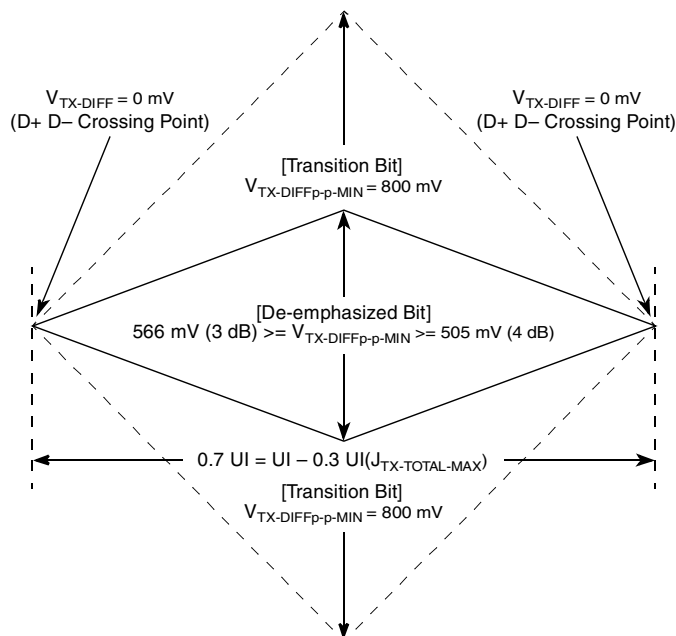 V_TX-DIFF = 0 mV
(D+ D– Crossing Point)
V_TX-DIFF = 0 mV
(D+ D– Crossing Point)
[Transition Bit]
V_TX-DIFFp-p-MIN = 800 mV
[De-emphasized Bit]
566 mV (3 dB) >= V_TX-DIFFp-p-MIN >= 505 mV (4 dB)
0.7 UI = UI – 0.3 UI(J_TX-TOTAL-MAX)
[Transition Bit]
V_TX-DIFFp-p-MIN = 800 mV